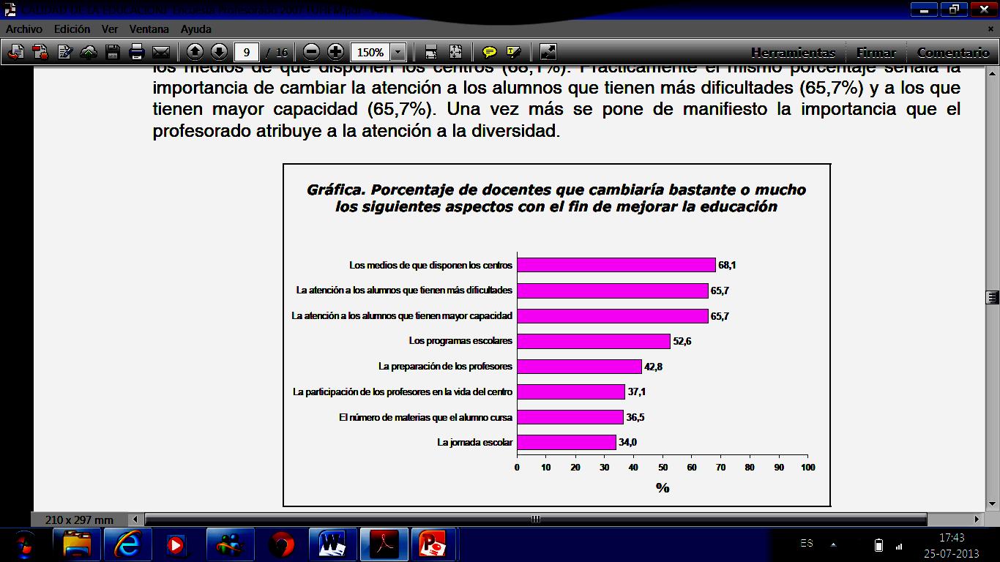 CALIDAD DE LA EDUCACION
Archivo Edición Ver Ventana Ayuda
9 / 16 150% Herramientas Firmar Comentario
los medios de que disponen los centros (68,1%). Prácticamente el mismo porcentaje señala la
importancia de cambiar la atención a los alumnos que tienen más dificultades (65,7%) y a los que
tienen mayor capacidad (65,7%). Una vez más se pone de manifiesto la importancia que el
profesorado atribuye a la atención a la diversidad.
Gráfica. Porcentaje de docentes que cambiaría bastante o mucho
los siguientes aspectos con el fin de mejorar la educación
Los medios de que disponen los centros 68,1
La atención a los alumnos que tienen más dificultades 65,7
La atención a los alumnos que tienen mayor capacidad 65,7
Los programas escolares 52,6
La preparación de los profesores 42,8
La participación de los profesores en la vida del centro 37,1
El número de materias que el alumno cursa 36,5
La jornada escolar 34,0
0 10 20 30 40 50 60 70 80 90 100
%
210 x 297 mm
ES 17:43
25-07-2013